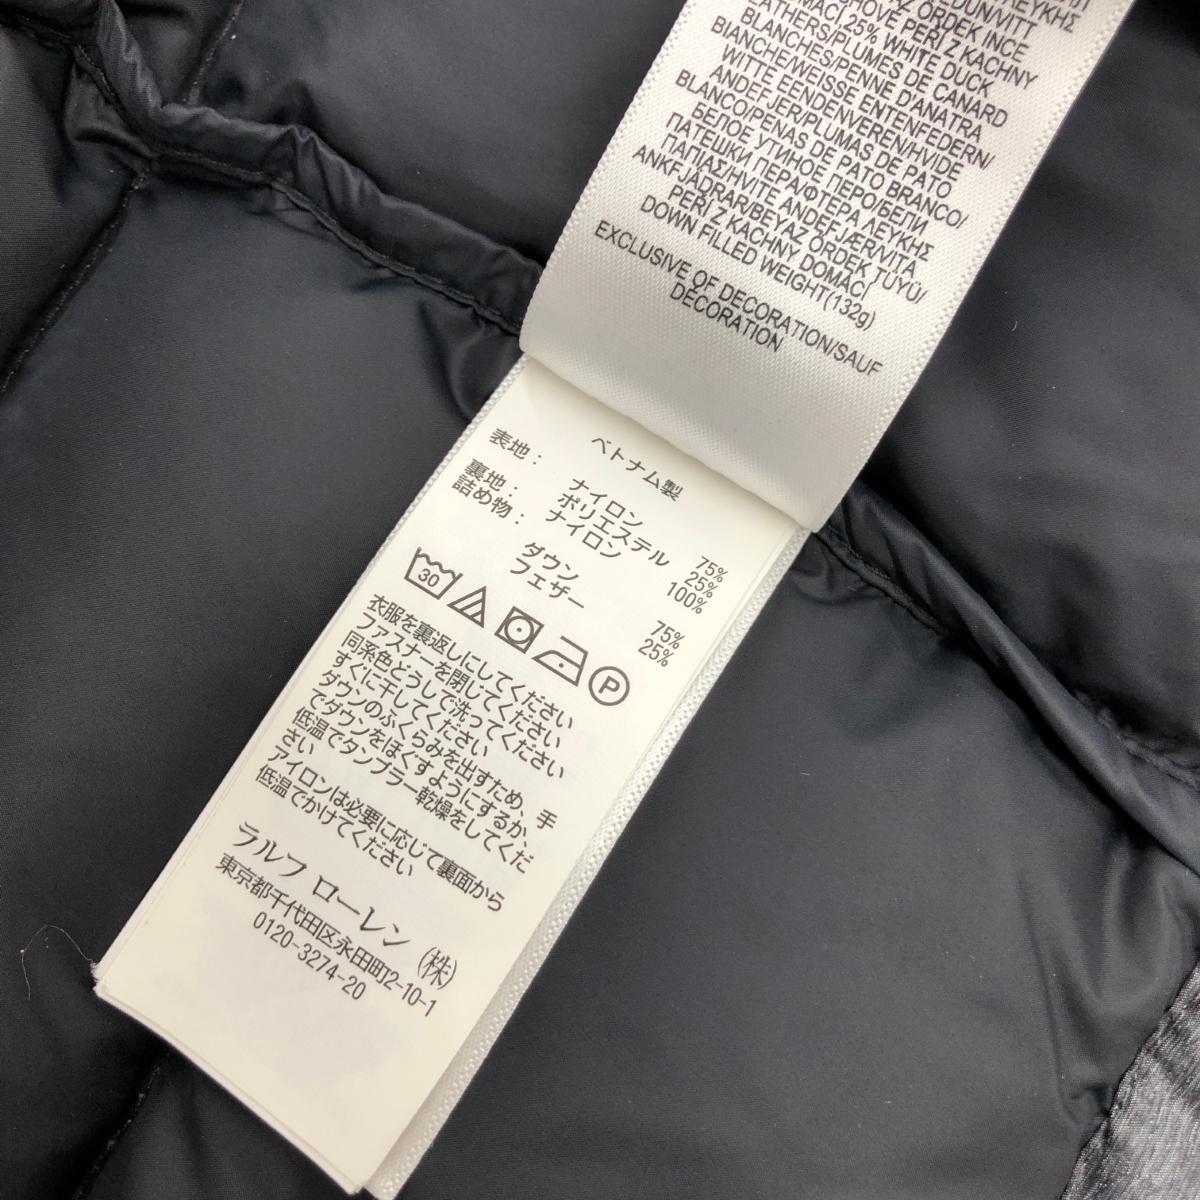 DUN/VITT
ΛΕΥΚΗΣ
ÖRDEK INCE
PEŘÍ Z KACHNY
25% WHITE DUCK
FEATHERS/PLUMES DE CANARD
BLANCHES/PENNE D'ANATRA
BIANCHE/WEISSE ENTENFEDERN/
WITTE EENDENVEREN/HVIDE
ANDEFJER/PLUMAS DE PATO
BLANCO/PENAS DE PATO BRANCO/
БЕЛОЕ УТИНОЕ ПЕРО/БЕЛИ
ПАТЕШКИ ПЕРА/ΦΤΕΡΑ ΛΕΥΚΗΣ
ΠΑΠΙΑΣ/HVITE ANDEFJÆR/VITA
ANKFJÄDRAR/BEYAZ ÖRDEK TÜYÜ/
PEŘÍ Z KACHNY DOMÁCÍ
DOWN FILLED WEIGHT(132g)
EXCLUSIVE OF DECORATION/SAUF
DÉCORATION
ベトナム製
表地: ナイロン 75%
ポリエステル 25%
裏地: ナイロン 100%
詰め物:
ダウン 75%
フェザー 25%
30 P
衣服を裏返しにしてください
ファスナーを閉じてください
同系色どうしで洗ってください
すぐに干してください
ダウンのふくらみを出すため、手
でダウンをほぐすようにするか、
低温でタンブラー乾燥をしてくだ
さい
アイロンは必要に応じて裏面から
低温でかけてください
ラルフ ローレン (株)
東京都千代田区永田町2-10-1
0120-3274-20